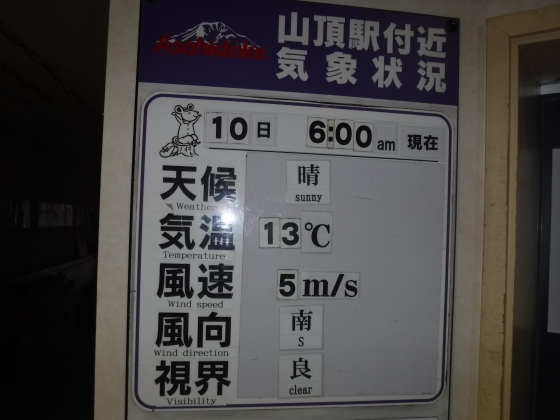 Asahidake
山頂駅付近
気象状況
10日 6:00 am 現在
天候 晴
Weather sunny
気温 13℃
Temperature
風速 5m/s
Wind speed
風向 南
Wind direction S
視界 良
Visibility clear